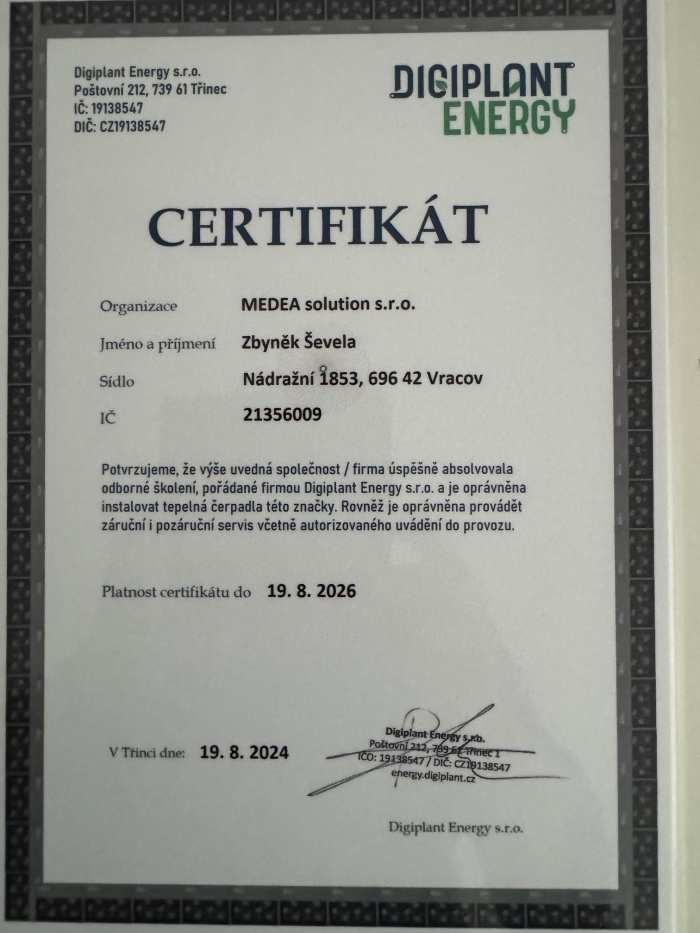 Digiplant Energy s.r.o.
Poštovní 212, 739 61 Třinec
IČ: 19138547
DIČ: CZ19138547
DIGIPLANT
ENERGY
CERTIFIKÁT
Organizace MEDEA solution s.r.o.
Jméno a příjmení Zbyněk Ševela
Sídlo Nádražní 1853, 696 42 Vracov
IČ 21356009
Potvrzujeme, že výše uvedná společnost / firma úspěšně absolvovala
odborné školení, pořádané firmou Digiplant Energy s.r.o. a je oprávněna
instalovat tepelná čerpadla této značky. Rovněž je oprávněna provádět
záruční i pozáruční servis včetně autorizovaného uvádění do provozu.
Platnost certifikátu do 19. 8. 2026
V Třinci dne: 19. 8. 2024
Digiplant Energy s.r.o.
Poštovní 212, 739 61 Třinec 1
IČO: 19138547 / DIČ: CZ19138547
energy.digiplant.cz
Digiplant Energy s.r.o.